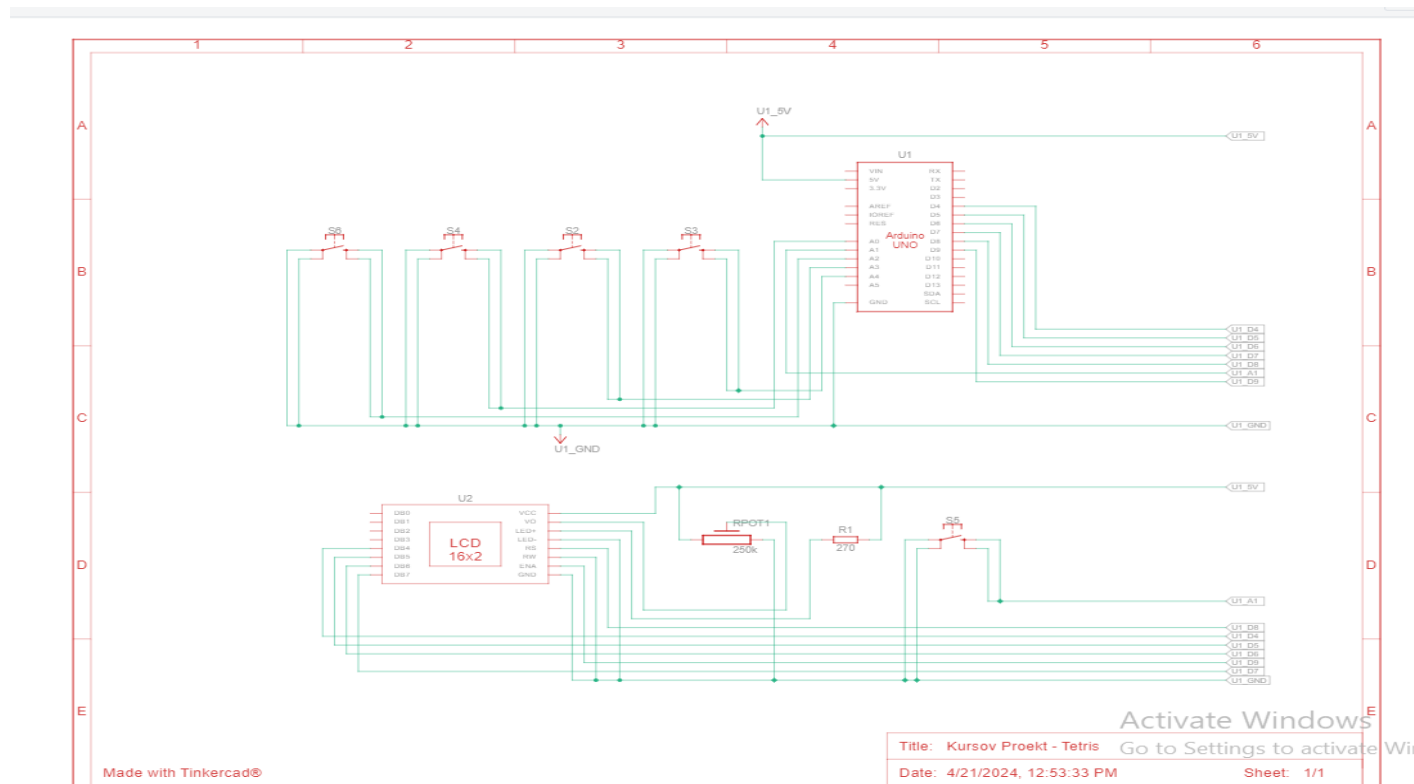 1 2 3 4 5 6
U1_5V
A A
U1_5V
U1
VIN RX
5V TX
3.3V D2
D3
AREF D4
IOREF D5
RES D6
D7
A0 D8
A1 D9
A2 D10
A3 D11
A4 D12
A5 D13
SDA
GND SCL
Arduino
UNO
S6 S4 S2 S3
B B
U1_D4
U1_D5
U1_D6
U1_D7
U1_D8
U1_A1
U1_D9
C C
U1_GND
U1_GND
U1_5V
U2
DB0 VCC
DB1 VO
DB2 LED+
DB3 LED-
DB4 RS
DB5 RW
DB6 ENA
DB7 GND
LCD
16x2
RPOT1
250k
R1
270
S5
D D
U1_A1
U1_D8
U1_D4
U1_D5
U1_D6
U1_D9
U1_D7
U1_GND
E E
Activate Windows
Go to Settings to activate Wi
Title: Kursov Proekt - Tetris
Made with Tinkercad®
Date: 4/21/2024, 12:53:33 PM
Sheet: 1/1